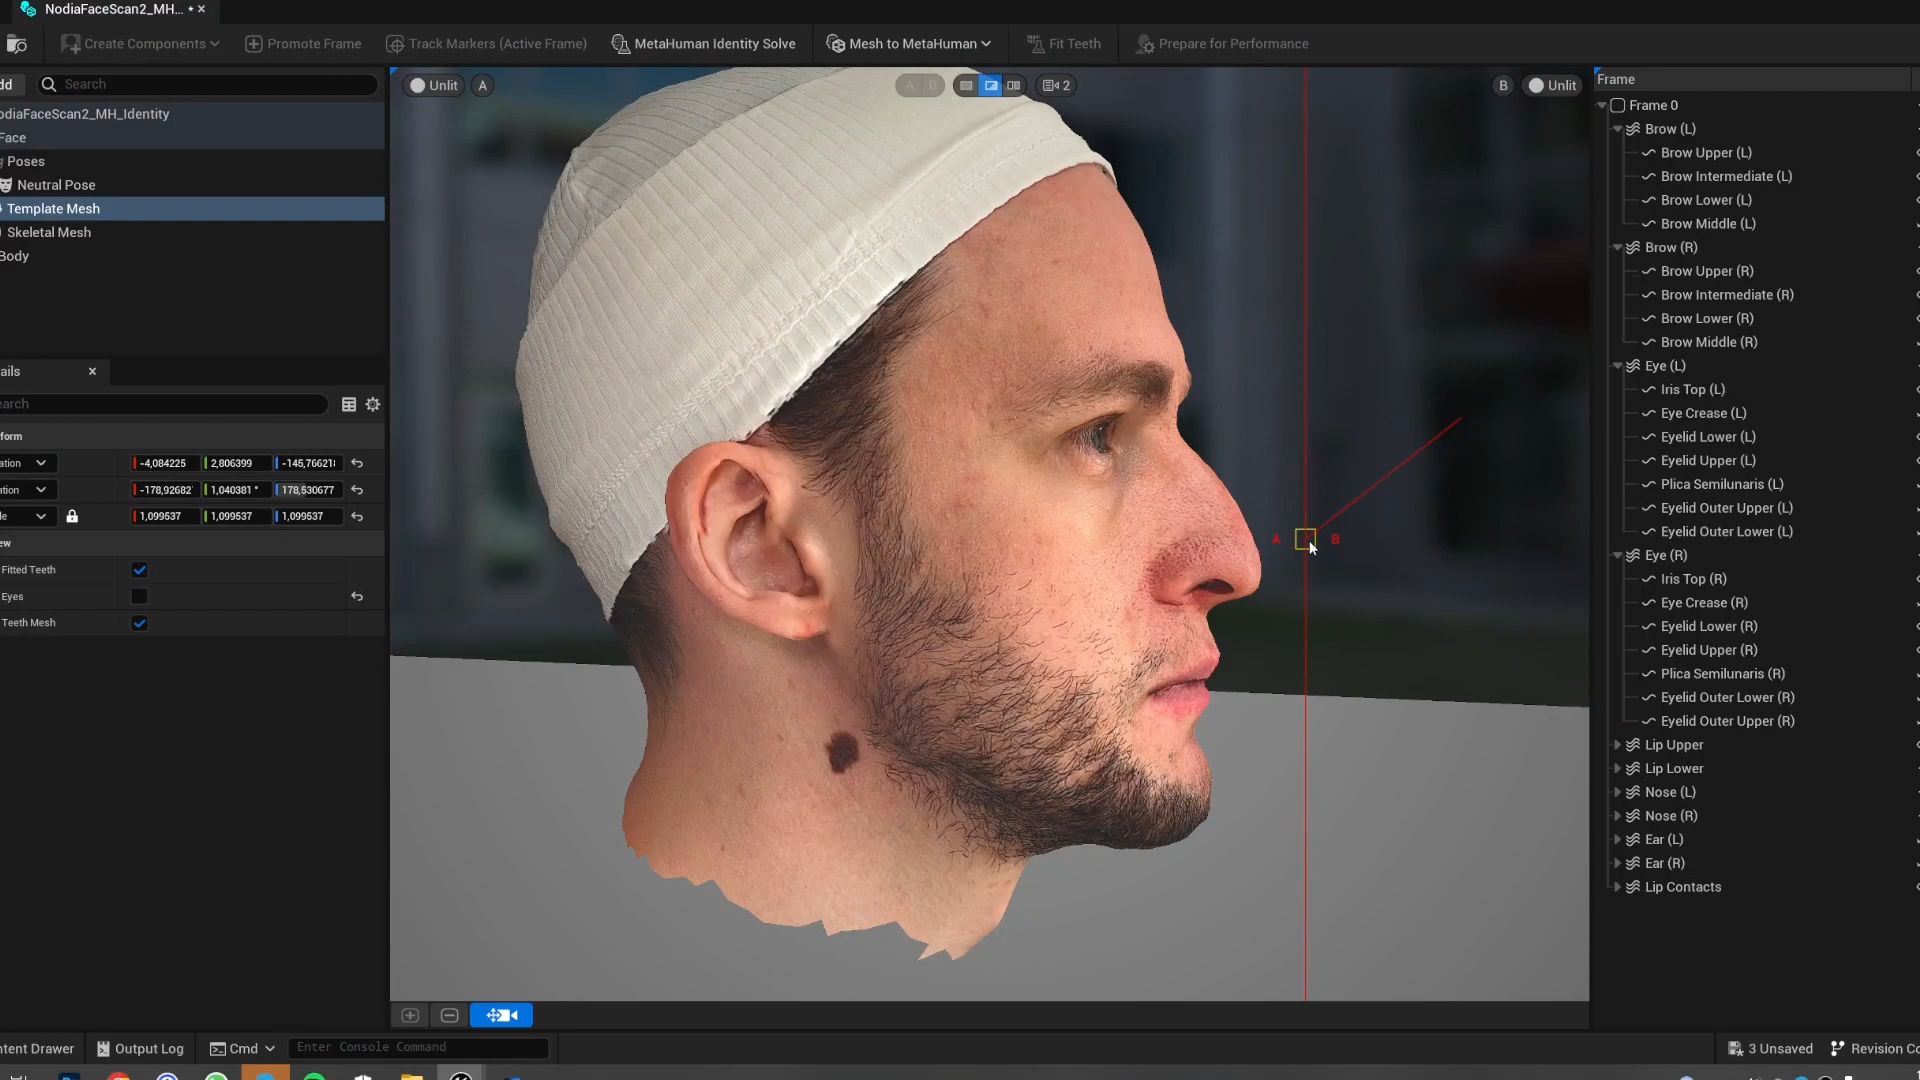 NodiaFaceScan2_MH... •
Create Components
Promote Frame
Track Markers (Active Frame)
MetaHuman Identity Solve
Mesh to MetaHuman
Fit Teeth
Prepare for Performance
dd
Search
odiaFaceScan2_MH_Identity
Face
Poses
Neutral Pose
Template Mesh
Skeletal Mesh
Body
ails
earch
form
ation
-4,084225
2,806399
-145,76621
ation
-178,92682
1,040381 °
178,530677
le
1,099537
1,099537
1,099537
ew
Fitted Teeth
Eyes
Teeth Mesh
Unlit
A
A B
2
B
Unlit
A
B
Frame
Frame 0
Brow (L)
Brow Upper (L)
Brow Intermediate (L)
Brow Lower (L)
Brow Middle (L)
Brow (R)
Brow Upper (R)
Brow Intermediate (R)
Brow Lower (R)
Brow Middle (R)
Eye (L)
Iris Top (L)
Eye Crease (L)
Eyelid Lower (L)
Eyelid Upper (L)
Plica Semilunaris (L)
Eyelid Outer Upper (L)
Eyelid Outer Lower (L)
Eye (R)
Iris Top (R)
Eye Crease (R)
Eyelid Lower (R)
Eyelid Upper (R)
Plica Semilunaris (R)
Eyelid Outer Lower (R)
Eyelid Outer Upper (R)
Lip Upper
Lip Lower
Nose (L)
Nose (R)
Ear (L)
Ear (R)
Lip Contacts
ntent Drawer
Output Log
Cmd
Enter Console Command
3 Unsaved
Revision Co